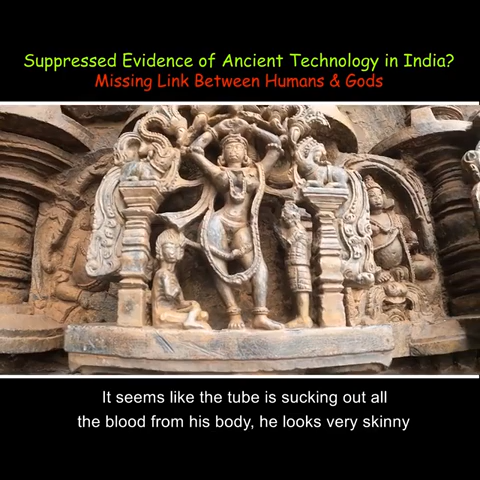 Suppressed Evidence of Ancient Technology in India?
Missing Link Between Humans & Gods
It seems like the tube is sucking out all
the blood from his body, he looks very skinny